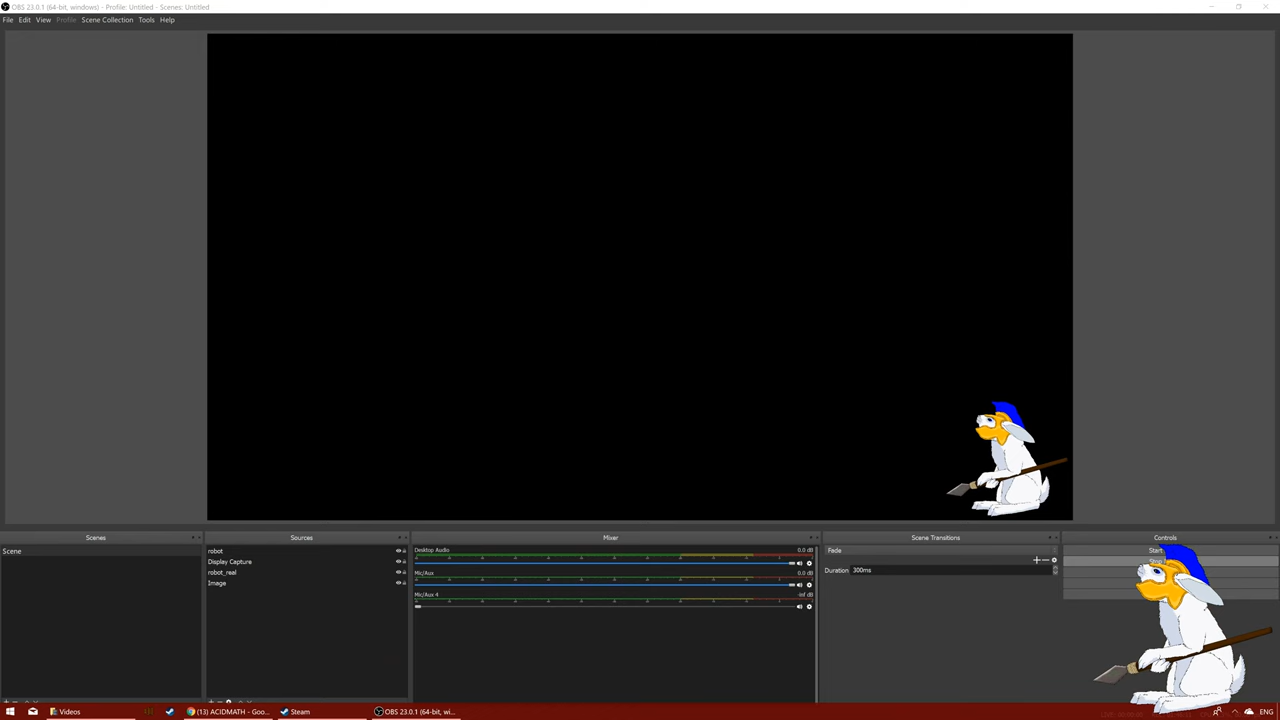 OBS 23.0.1 (64-bit, windows) - Profile: Untitled - Scenes: Untitled
File Edit View Profile Scene Collection Tools Help
Scenes Sources Mixer Scene Transitions Controls
Scene
robot
Display Capture
robot_real
Image
Desktop Audio 0.0 dB
Mic/Aux 0.0 dB
Mic/Aux 4 -inf dB
Fade
Duration 300ms
Start
Videos (13) ACIDMATH - Goo... Steam OBS 23.0.1 (64-bit, wi... ENG